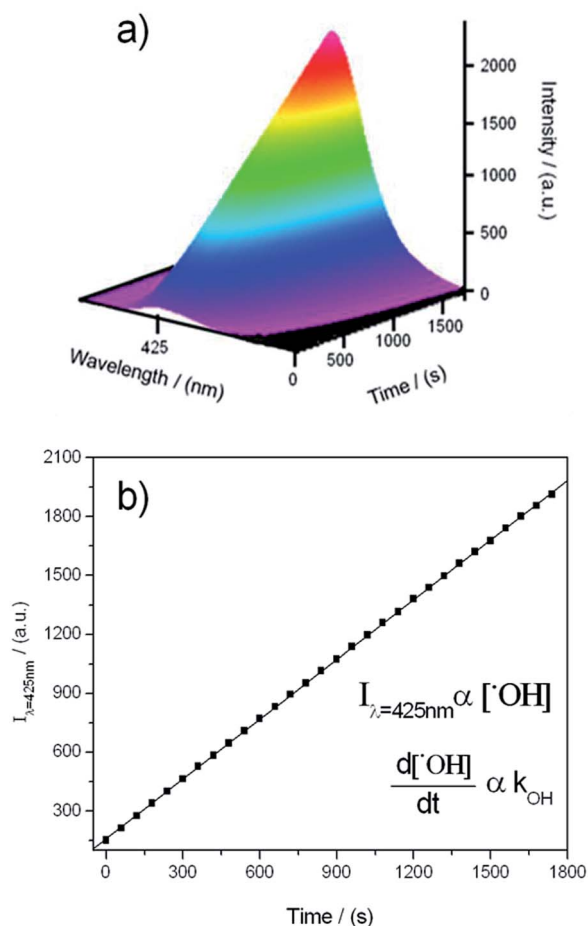 a)
Intensity / (a.u.)
2000
1500
1000
500
0
425
Wavelength / (nm)
0
500
1000
1500
Time / (s)
b)
2100
1800
1500
1200
900
600
300
I λ=425nm / (a.u.)
I λ=425nm α [˙OH]
d[˙OH]
dt
α k OH
0 300 600 900 1200 1500 1800
Time / (s)